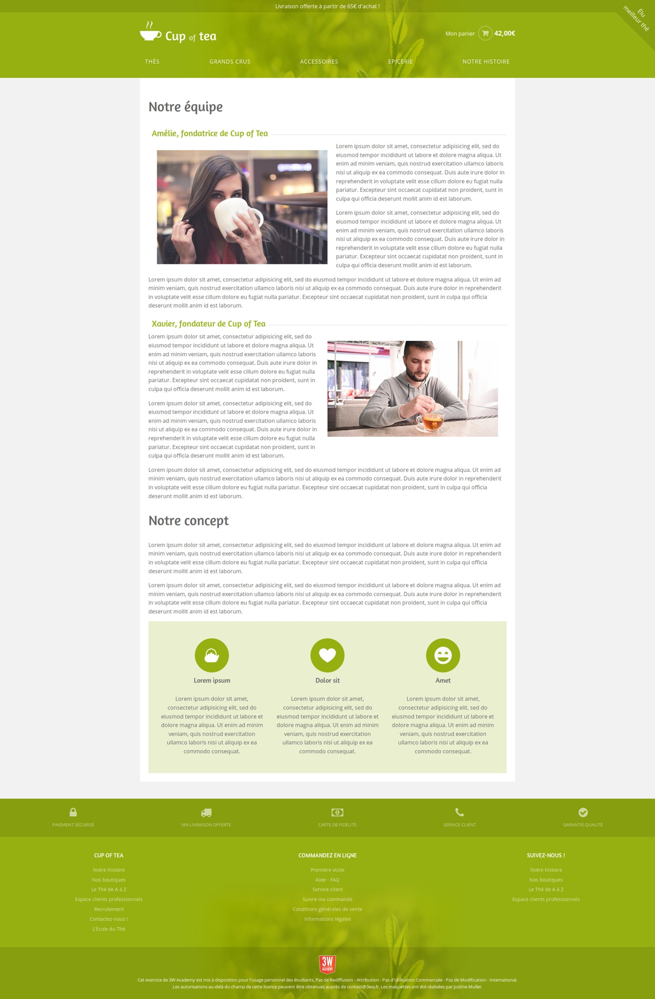 Livraison offerte à partir de 65€ d'achat !
Élu
meilleur thé
Cup of tea
Mon panier 42,00€
THÉS GRANDS CRUS ACCESSOIRES EPICERIE NOTRE HISTOIRE
Notre équipe
Amélie, fondatrice de Cup of Tea
Lorem ipsum dolor sit amet, consectetur adipisicing elit, sed do
eiusmod tempor incididunt ut labore et dolore magna aliqua. Ut
enim ad minim veniam, quis nostrud exercitation ullamco laboris
nisi ut aliquip ex ea commodo consequat. Duis aute irure dolor in
reprehenderit in voluptate velit esse cillum dolore eu fugiat nulla
pariatur. Excepteur sint occaecat cupidatat non proident, sunt in
culpa qui officia deserunt mollit anim id est laborum.
Lorem ipsum dolor sit amet, consectetur adipisicing elit, sed do
eiusmod tempor incididunt ut labore et dolore magna aliqua. Ut
enim ad minim veniam, quis nostrud exercitation ullamco laboris
nisi ut aliquip ex ea commodo consequat. Duis aute irure dolor in
reprehenderit in voluptate velit esse cillum dolore eu fugiat nulla
pariatur. Excepteur sint occaecat cupidatat non proident, sunt in
culpa qui officia deserunt mollit anim id est laborum.
Lorem ipsum dolor sit amet, consectetur adipisicing elit, sed do eiusmod tempor incididunt ut labore et dolore magna aliqua. Ut enim ad
minim veniam, quis nostrud exercitation ullamco laboris nisi ut aliquip ex ea commodo consequat. Duis aute irure dolor in reprehenderit
in voluptate velit esse cillum dolore eu fugiat nulla pariatur. Excepteur sint occaecat cupidatat non proident, sunt in culpa qui officia
deserunt mollit anim id est laborum.
Xavier, fondateur de Cup of Tea
Lorem ipsum dolor sit amet, consectetur adipisicing elit, sed do
eiusmod tempor incididunt ut labore et dolore magna aliqua. Ut
enim ad minim veniam, quis nostrud exercitation ullamco laboris
nisi ut aliquip ex ea commodo consequat. Duis aute irure dolor in
reprehenderit in voluptate velit esse cillum dolore eu fugiat nulla
pariatur. Excepteur sint occaecat cupidatat non proident, sunt in
culpa qui officia deserunt mollit anim id est laborum.
Lorem ipsum dolor sit amet, consectetur adipisicing elit, sed do
eiusmod tempor incididunt ut labore et dolore magna aliqua. Ut
enim ad minim veniam, quis nostrud exercitation ullamco laboris
nisi ut aliquip ex ea commodo consequat. Duis aute irure dolor in
reprehenderit in voluptate velit esse cillum dolore eu fugiat nulla
pariatur. Excepteur sint occaecat cupidatat non proident, sunt in
culpa qui officia deserunt mollit anim id est laborum.
Lorem ipsum dolor sit amet, consectetur adipisicing elit, sed do eiusmod tempor incididunt ut labore et dolore magna aliqua. Ut enim ad
minim veniam, quis nostrud exercitation ullamco laboris nisi ut aliquip ex ea commodo consequat. Duis aute irure dolor in reprehenderit
in voluptate velit esse cillum dolore eu fugiat nulla pariatur. Excepteur sint occaecat cupidatat non proident, sunt in culpa qui officia
deserunt mollit anim id est laborum.
Notre concept
Lorem ipsum dolor sit amet, consectetur adipisicing elit, sed do eiusmod tempor incididunt ut labore et dolore magna aliqua. Ut enim ad
minim veniam, quis nostrud exercitation ullamco laboris nisi ut aliquip ex ea commodo consequat. Duis aute irure dolor in reprehenderit
in voluptate velit esse cillum dolore eu fugiat nulla pariatur. Excepteur sint occaecat cupidatat non proident, sunt in culpa qui officia
deserunt mollit anim id est laborum.
Lorem ipsum dolor sit amet, consectetur adipisicing elit, sed do eiusmod tempor incididunt ut labore et dolore magna aliqua. Ut enim ad
minim veniam, quis nostrud exercitation ullamco laboris nisi ut aliquip ex ea commodo consequat. Duis aute irure dolor in reprehenderit
in voluptate velit esse cillum dolore eu fugiat nulla pariatur. Excepteur sint occaecat cupidatat non proident, sunt in culpa qui officia
deserunt mollit anim id est laborum.
Lorem ipsum
Lorem ipsum dolor sit amet,
consectetur adipisicing elit, sed do
eiusmod tempor incididunt ut labore et
dolore magna aliqua. Ut enim ad minim
veniam, quis nostrud exercitation
ullamco laboris nisi ut aliquip ex ea
commodo consequat.
Dolor sit
Lorem ipsum dolor sit amet,
consectetur adipisicing elit, sed do
eiusmod tempor incididunt ut labore et
dolore magna aliqua. Ut enim ad minim
veniam, quis nostrud exercitation
ullamco laboris nisi ut aliquip ex ea
commodo consequat.
Amet
Lorem ipsum dolor sit amet,
consectetur adipisicing elit, sed do
eiusmod tempor incididunt ut labore et
dolore magna aliqua. Ut enim ad minim
veniam, quis nostrud exercitation
ullamco laboris nisi ut aliquip ex ea
commodo consequat.
PAIEMENT SÉCURISÉ MA LIVRAISON OFFERTE CARTE DE FIDÉLITÉ SERVICE CLIENT GARANTIE QUALITÉ
CUP OF TEA
Notre histoire
Nos boutiques
Le Thé de A à Z
Espace clients professionnels
Recrutement
Contactez-nous !
L'École du Thé
COMMANDEZ EN LIGNE
Première visite
Aide - FAQ
Service client
Suivre ma commande
Conditions générales de vente
Informations légales
SUIVEZ-NOUS !
Notre histoire
Nos boutiques
Le Thé de A à Z
Espace clients professionnels
3W
ACADEMY
Cet exercice de 3W Academy est mis à disposition pour l'usage personnel des étudiants, Pas de Rediffusion - Attribution - Pas d'Utilisation Commerciale - Pas de Modification - International.
Les autorisations au-delà du champ de cette licence peuvent être obtenues auprès de contact@3wa.fr. Les maquettes ont été réalisées par Justine Muller.